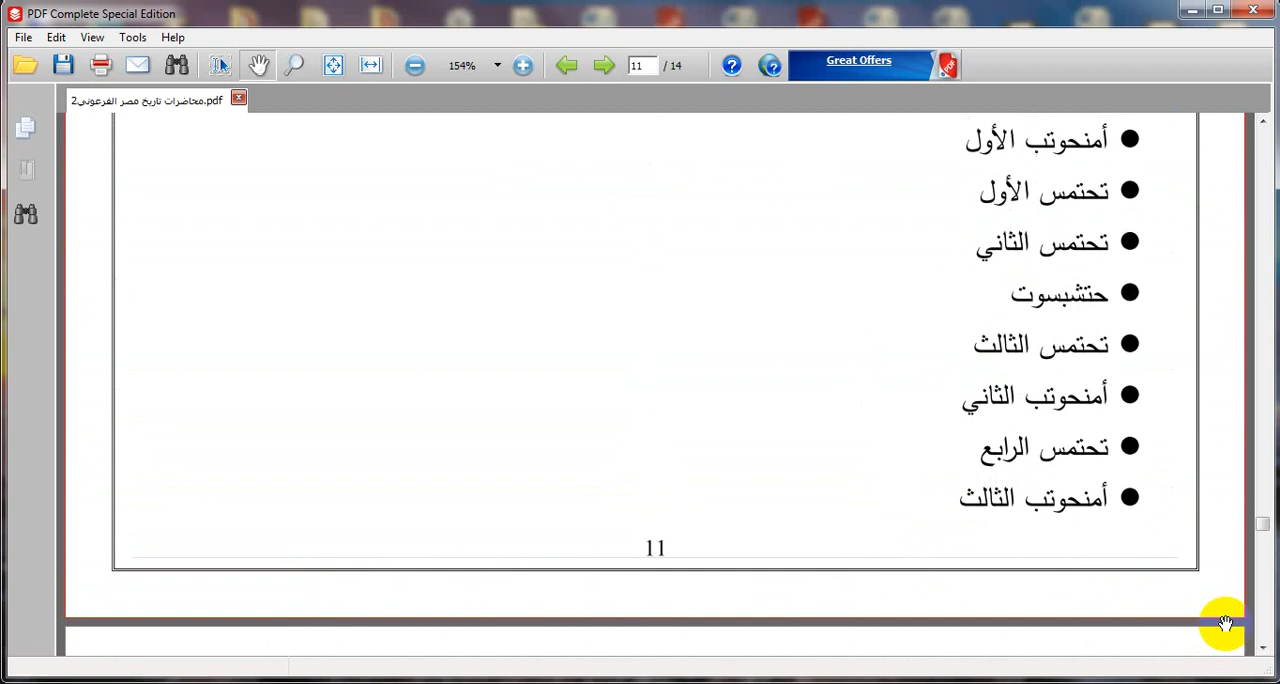 PDF Complete Special Edition
File Edit View Tools Help
154% 11 / 14 Great Offers
محاضرات تاريخ مصر الفرعوني2.pdf
● أمنحوتب الأول
● تحتمس الأول
● تحتمس الثاني
● حتشبسوت
● تحتمس الثالث
● أمنحوتب الثاني
● تحتمس الرابع
● أمنحوتب الثالث
11